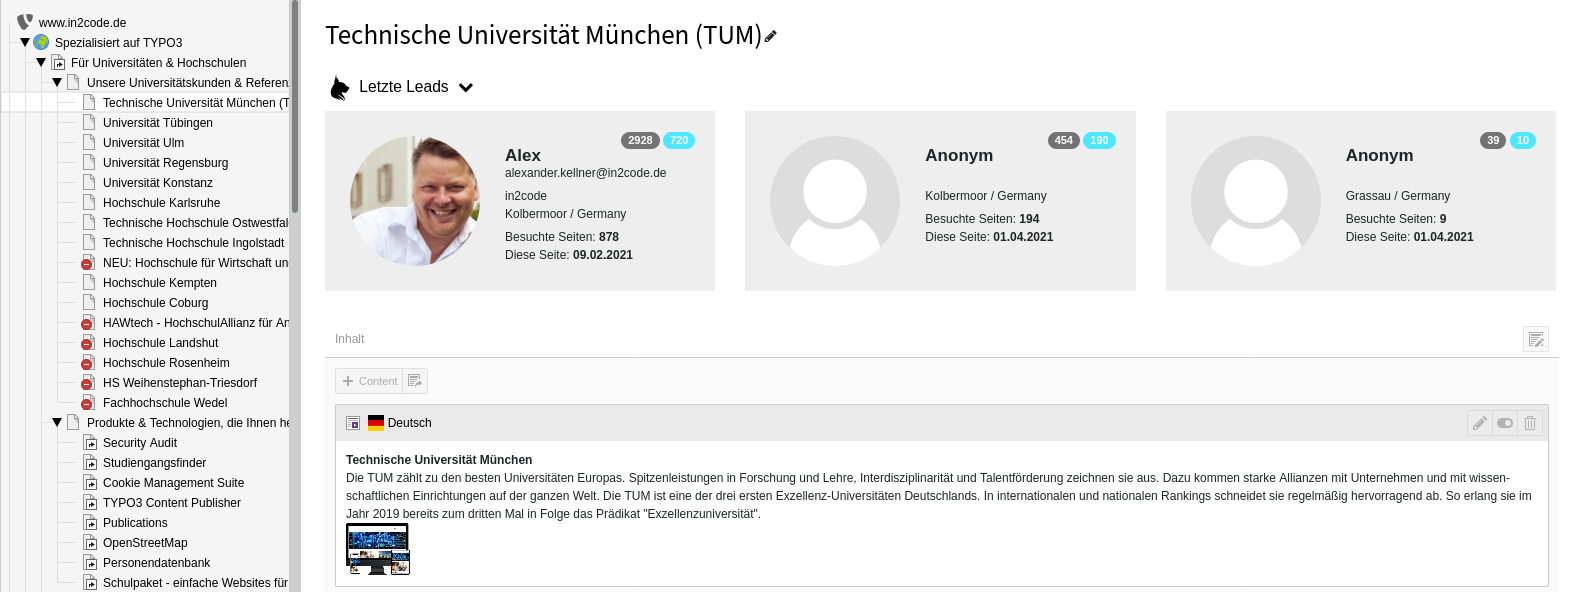 www.in2code.de
Spezialisiert auf TYPO3
Für Universitäten & Hochschulen
Unsere Universitätskunden & Referen
Technische Universität München (T
Universität Tübingen
Universität Ulm
Universität Regensburg
Universität Konstanz
Hochschule Karlsruhe
Technische Hochschule Ostwestfal
Technische Hochschule Ingolstadt
NEU: Hochschule für Wirtschaft un
Hochschule Kempten
Hochschule Coburg
HAWtech - HochschulAllianz für An
Hochschule Landshut
Hochschule Rosenheim
HS Weihenstephan-Triesdorf
Fachhochschule Wedel
Produkte & Technologien, die Ihnen he
Security Audit
Studiengangsfinder
Cookie Management Suite
TYPO3 Content Publisher
Publications
OpenStreetMap
Personendatenbank
Schulpaket - einfache Websites für
Technische Universität München (TUM)
Letzte Leads
2928 720
Alex
alexander.kellner@in2code.de
in2code
Kolbermoor / Germany
Besuchte Seiten: 878
Diese Seite: 09.02.2021
454 190
Anonym
Kolbermoor / Germany
Besuchte Seiten: 194
Diese Seite: 01.04.2021
39 10
Anonym
Grassau / Germany
Besuchte Seiten: 9
Diese Seite: 01.04.2021
Inhalt
Content
Deutsch
Technische Universität München
Die TUM zählt zu den besten Universitäten Europas. Spitzenleistungen in Forschung und Lehre, Interdisziplinarität und Talentförderung zeichnen sie aus. Dazu kommen starke Allianzen mit Unternehmen und mit wissen-
schaftlichen Einrichtungen auf der ganzen Welt. Die TUM ist eine der drei ersten Exzellenz-Universitäten Deutschlands. In internationalen und nationalen Rankings schneidet sie regelmäßig hervorragend ab. So erlang sie im
Jahr 2019 bereits zum dritten Mal in Folge das Prädikat "Exzellenzuniversität".